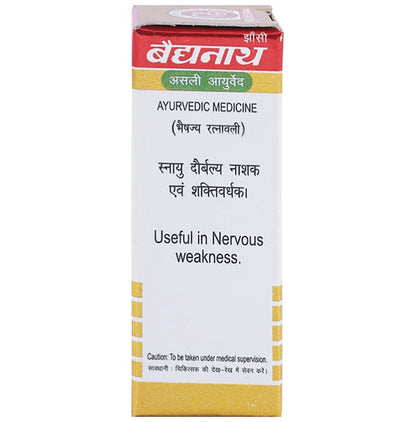 झाँसी
बैद्यनाथ
असली आयुर्वेद
AYURVEDIC MEDICINE
(भैषज्य रत्नावली)
स्नायु दौर्बल्य नाशक
एवं शक्तिवर्धक।
Useful in Nervous
weakness.
Caution: To be taken under medical supervision.
सावधानी : चिकित्सक की देख-रेख में सेवन करें।